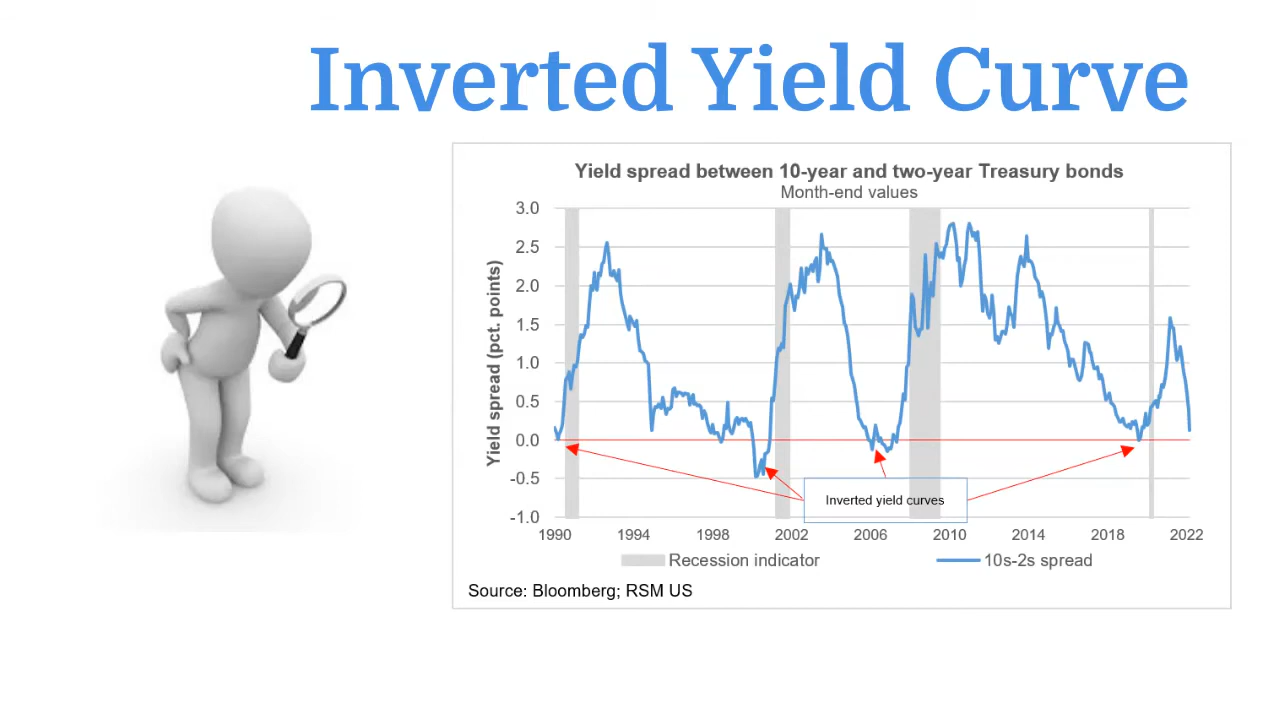 Inverted Yield Curve
Yield spread between 10-year and two-year Treasury bonds
Month-end values
Yield spread (pct. points)
3.0
2.5
2.0
1.5
1.0
0.5
0.0
-0.5
-1.0
Inverted yield curves
1990 1994 1998 2002 2006 2010 2014 2018 2022
Recession indicator 10s-2s spread
Source: Bloomberg; RSM US